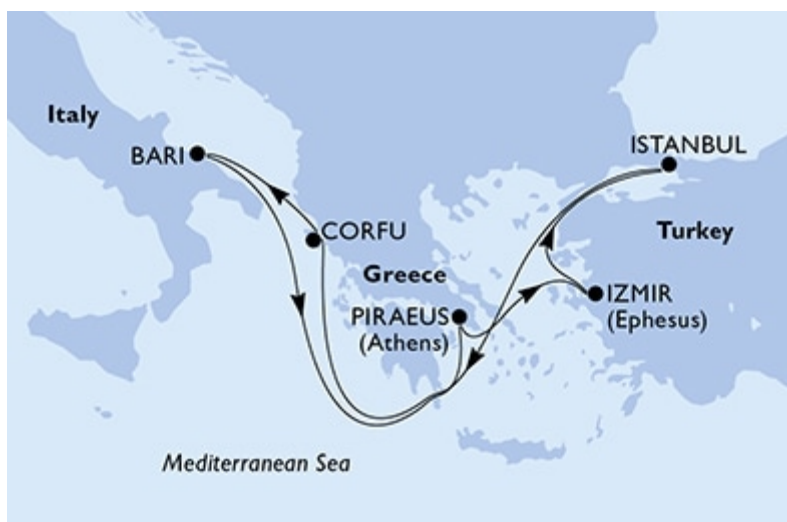 Italy
BARI
ISTANBUL
CORFU
Turkey
Greece
IZMIR
(Ephesus)
PIRAEUS
(Athens)
Mediterranean Sea